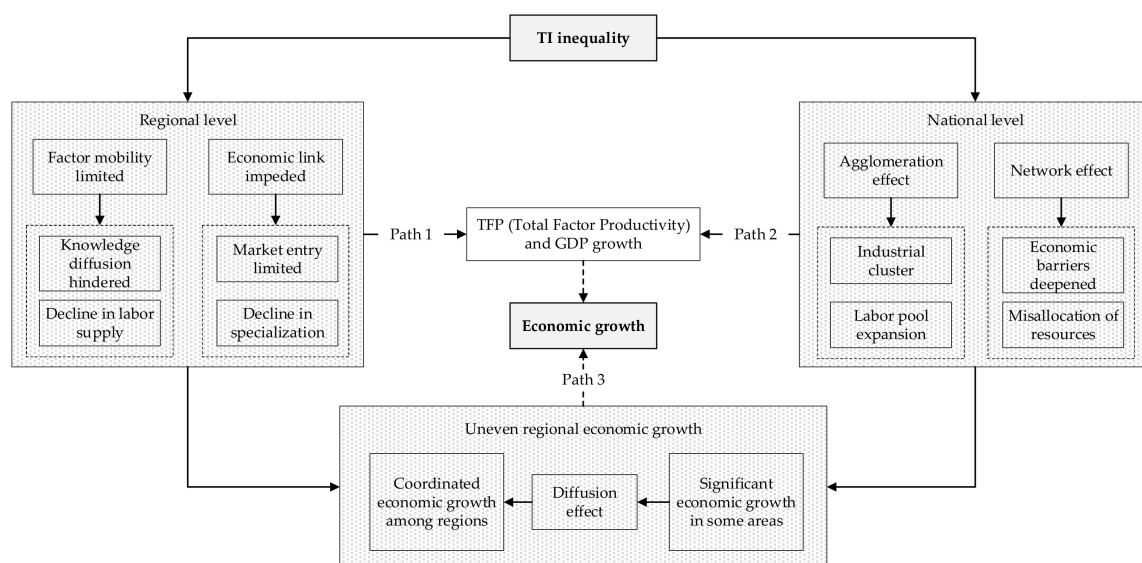 TI inequality
Regional level
Factor mobility
limited
Economic link
impeded
Knowledge
diffusion
hindered
Decline in labor
supply
Market entry
limited
Decline in
specialization
Path 1
TFP (Total Factor Productivity)
and GDP growth
Path 2
Economic growth
Path 3
National level
Agglomeration
effect
Network effect
Industrial
cluster
Labor pool
expansion
Economic
barriers
deepened
Misallocation of
resources
Uneven regional economic growth
Coordinated
economic growth
among regions
Diffusion
effect
Significant
economic growth
in some areas